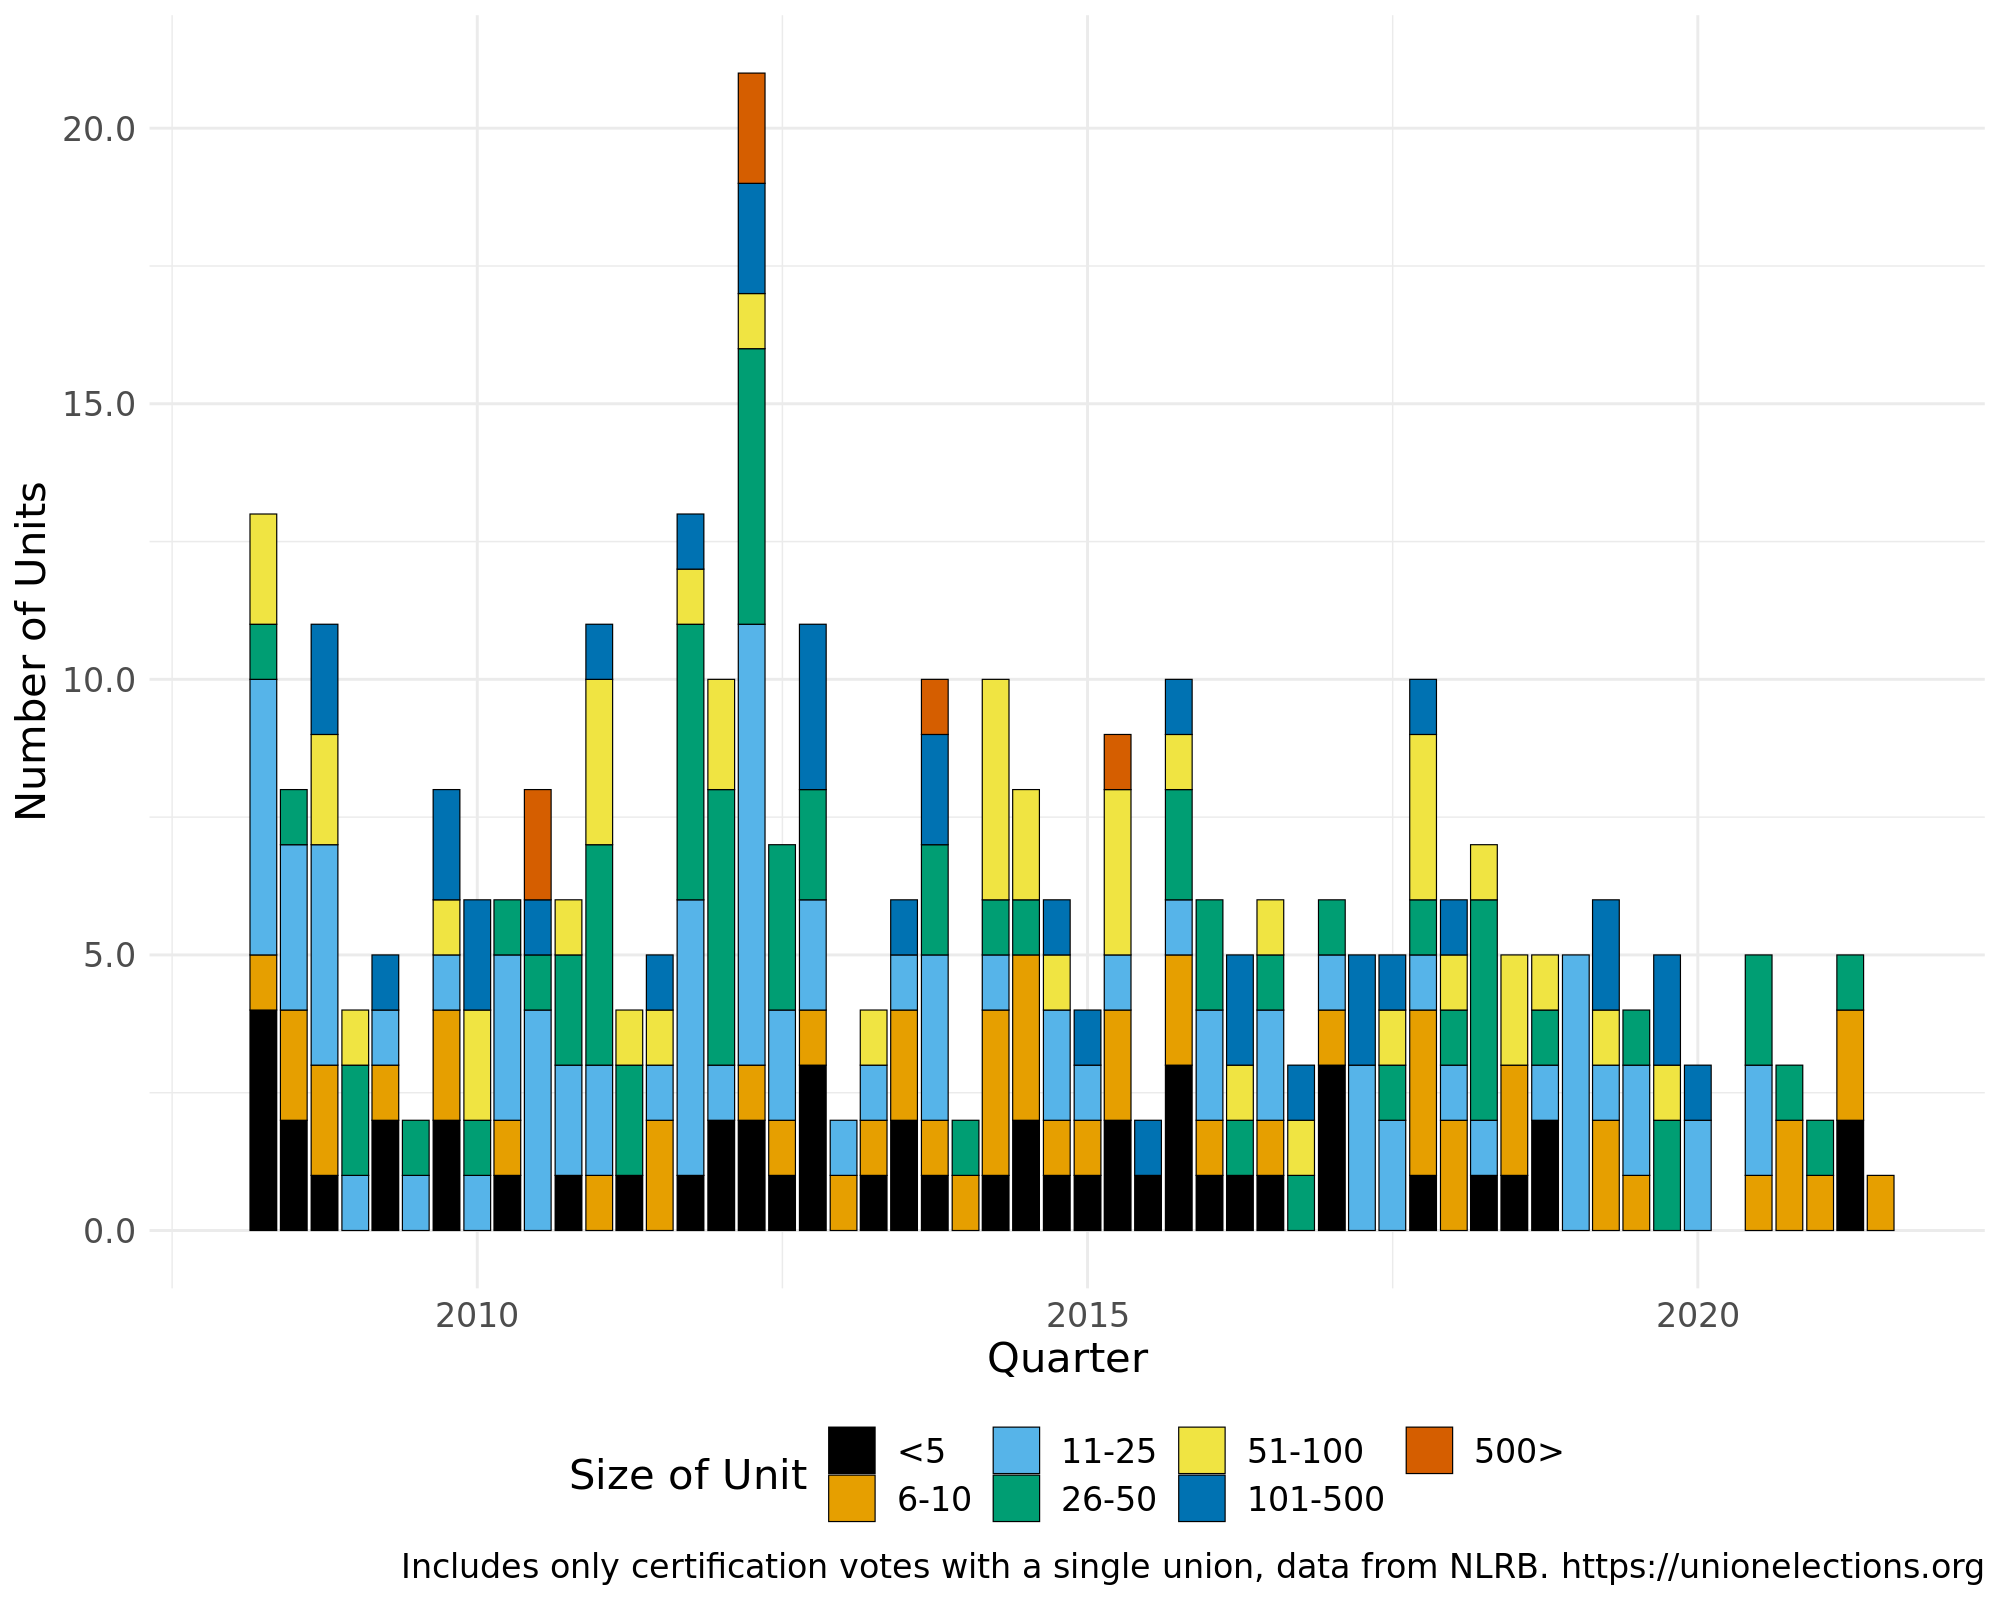 20.0
15.0
10.0
5.0
0.0
Number of Units
2010 2015 2020
Quarter
Size of Unit
<5 11-25 51-100 500>
6-10 26-50 101-500
Includes only certification votes with a single union, data from NLRB. https://unionelections.org